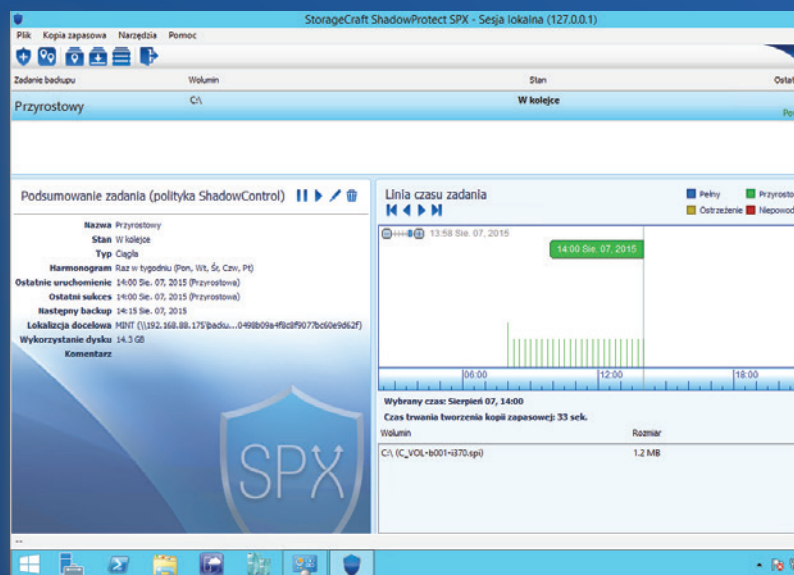 StorageCraft ShadowProtect SPX - Sesja lokalna (127.0.0.1)
Plik Kopia zapasowa Narzędzia Pomoc
Zadanie backupu Wolumin Stan Ostat
Przyrostowy C:\ W kolejce
Podsumowanie zadania (polityka ShadowControl)
Nazwa Przyrostowy
Stan W kolejce
Typ Ciągła
Harmonogram Raz w tygodniu (Pon, Wt, Śr, Czw, Pt)
Ostatnie uruchomienie 14:00 Sie. 07, 2015 (Przyrostowa)
Ostatni sukces 14:00 Sie. 07, 2015 (Przyrostowa)
Następny backup 14:15 Sie. 07, 2015
Lokalizacja docelowa MINT (\\192.168.88.175\backu...0498b09a4f8c8f9077bc60e9d62f)
Wykorzystanie dysku 14.3 GB
Komentarz
SPX
Linia czasu zadania
Pełny Przyrosto
Ostrzeżenie Niepowod
13:58 Sie. 07, 2015
14:00 Sie. 07, 2015
06:00 12:00 18:00
Wybrany czas: Sierpień 07, 14:00
Czas trwania tworzenia kopii zapasowej: 33 sek.
Wolumin Rozmiar
C:\ (C_VOL-b001-i370.spi) 1.2 MB
--